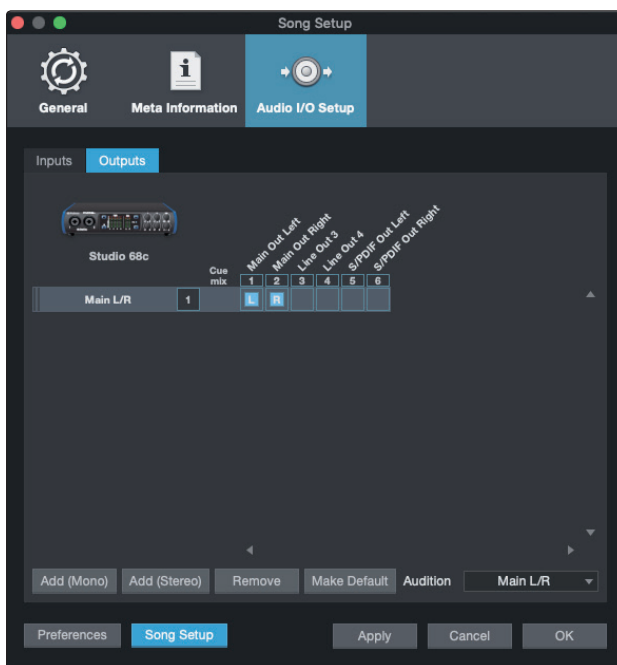 Song Setup
General Meta Information Audio I/O Setup
Inputs Outputs
Main Out Left
Main Out Right
Line Out 3
Line Out 4
S/PDIF Out Left
S/PDIF Out Right
Studio 68c
Cue
mix 1 2 3 4 5 6
Main L/R 1 L R
Add (Mono) Add (Stereo) Remove Make Default Audition Main L/R
Preferences Song Setup Apply Cancel OK